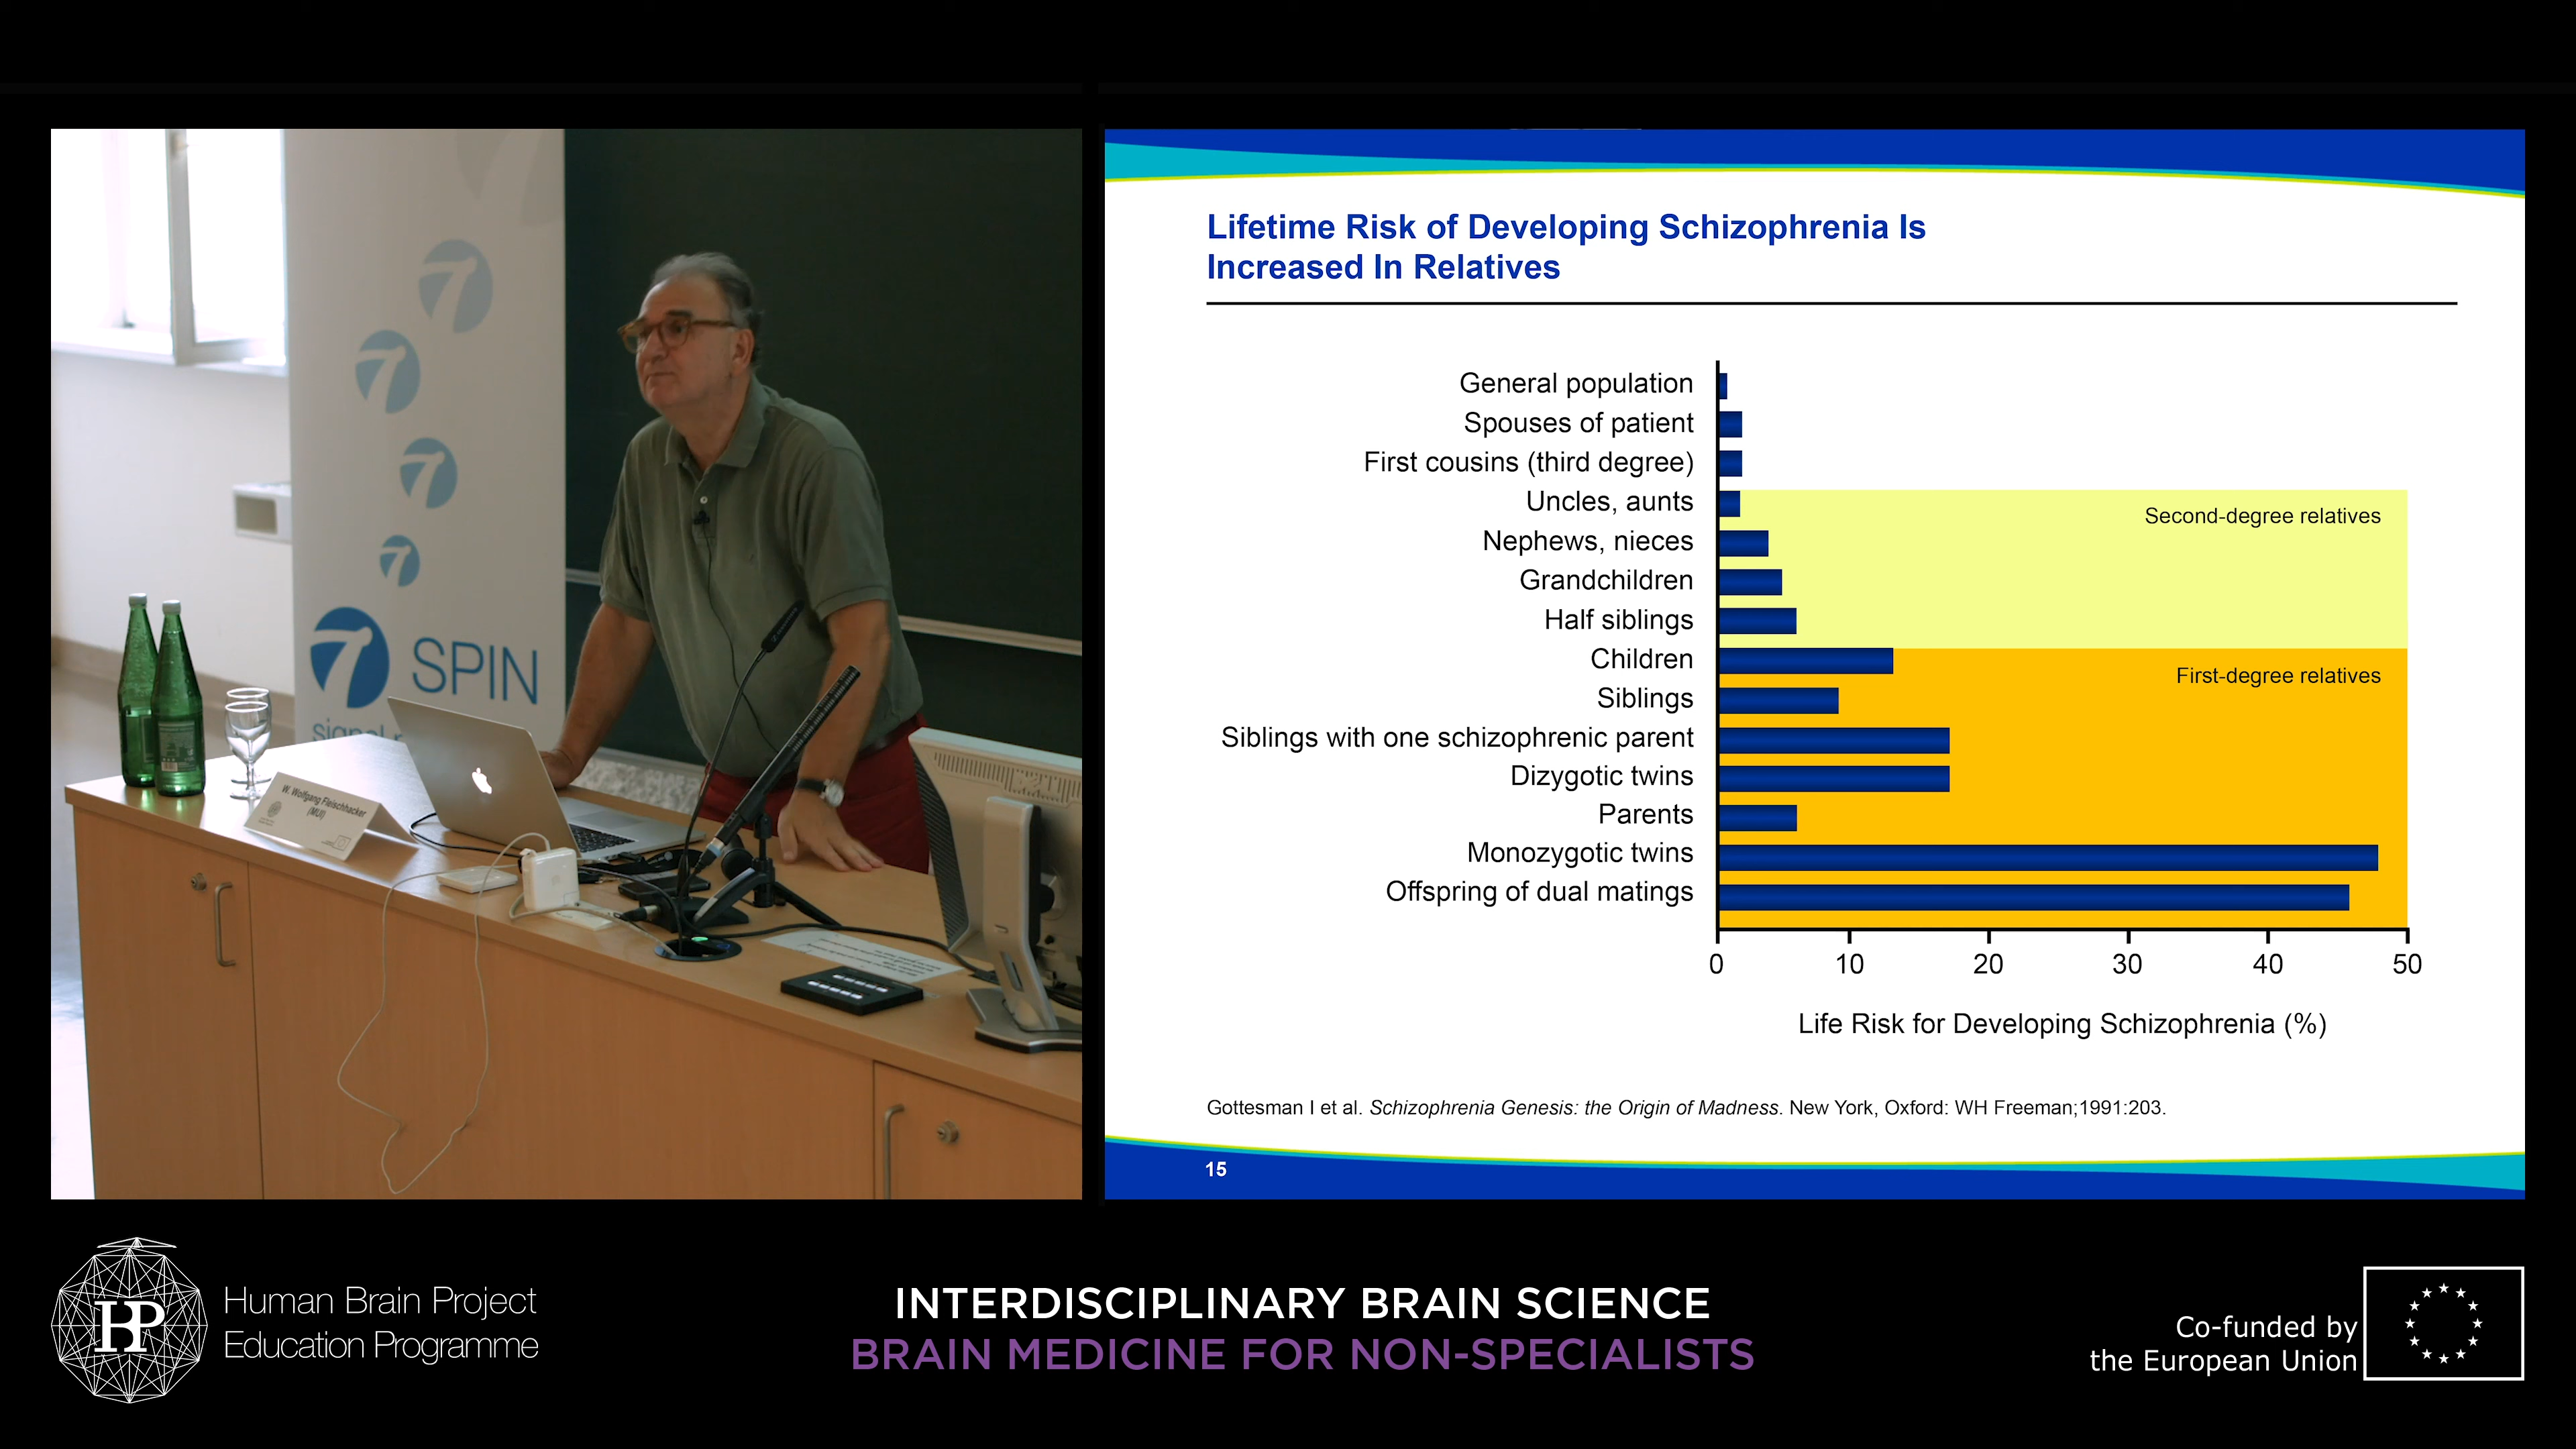 SPIN
W. Wolfgang Fleischhacker
(MUI)
Lifetime Risk of Developing Schizophrenia Is
Increased In Relatives
General population
Spouses of patient
First cousins (third degree)
Uncles, aunts
Nephews, nieces
Grandchildren
Half siblings
Children
Siblings
Siblings with one schizophrenic parent
Dizygotic twins
Parents
Monozygotic twins
Offspring of dual matings
Second-degree relatives
First-degree relatives
0 10 20 30 40 50
Life Risk for Developing Schizophrenia (%)
Gottesman I et al. Schizophrenia Genesis: the Origin of Madness. New York, Oxford: WH Freeman;1991:203.
15
HBP
Human Brain Project
Education Programme
INTERDISCIPLINARY BRAIN SCIENCE
BRAIN MEDICINE FOR NON-SPECIALISTS
Co-funded by
the European Union